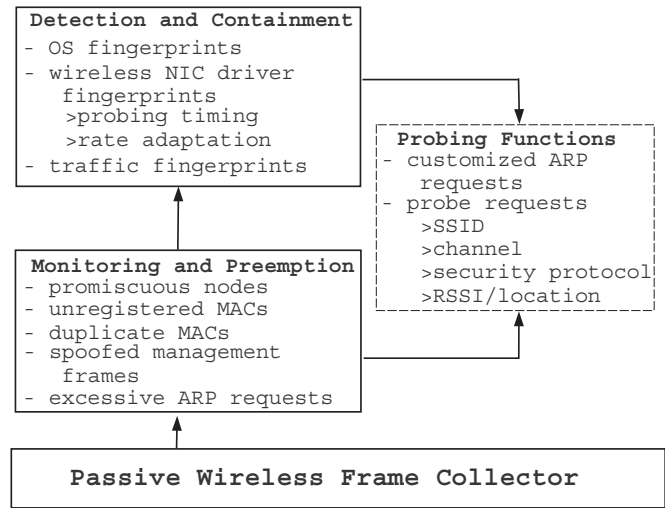 Detection and Containment
- OS fingerprints
- wireless NIC driver
fingerprints
>probing timing
>rate adaptation
- traffic fingerprints
Probing Functions
- customized ARP
requests
- probe requests
>SSID
>channel
>security protocol
>RSSI/location
Monitoring and Preemption
- promiscuous nodes
- unregistered MACs
- duplicate MACs
- spoofed management
frames
- excessive ARP requests
Passive Wireless Frame Collector